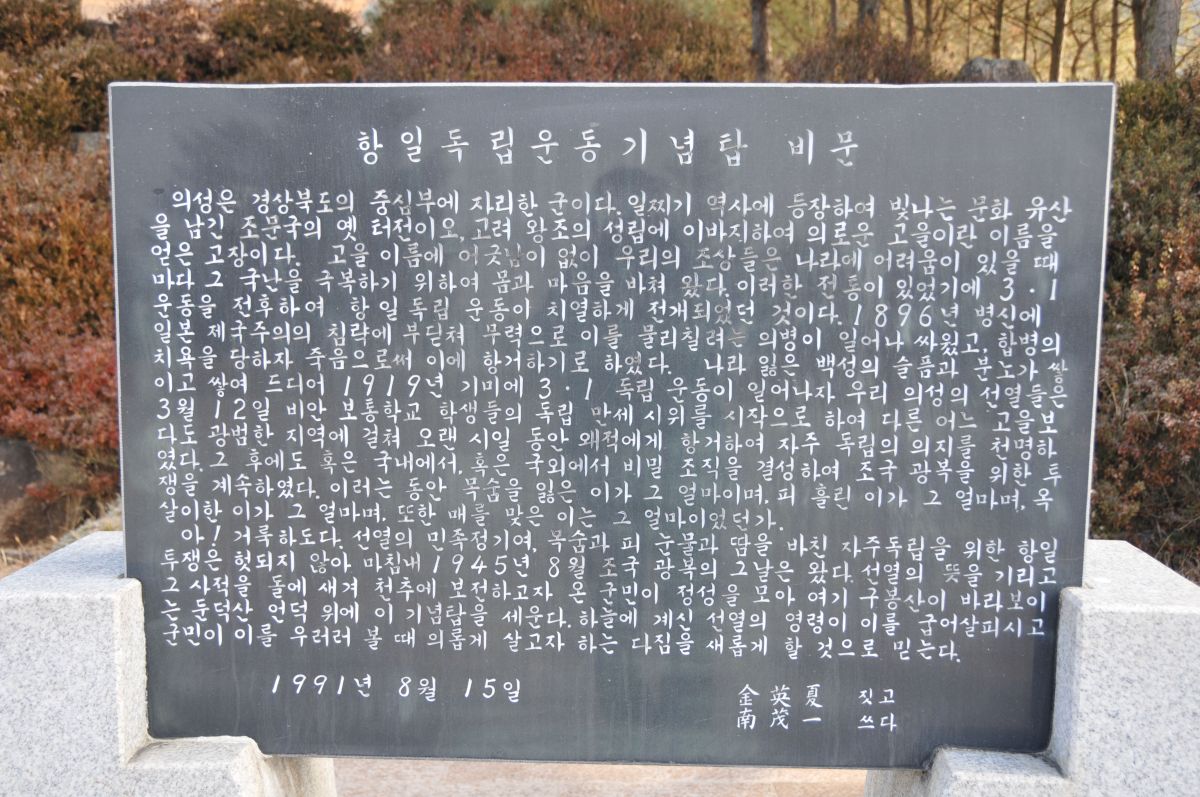 항일독립운동기념탑 비문
의성은 경상북도의 중심부에 자리한 군이다. 일찌기 역사에 등장하여 빛나는 문화 유산
을 남긴 조문국의 옛 터전이오, 고려 왕조의 성립에 이바지하여 의로운 고을이란 이름을
얻은 고장이다. 고을 이름에 어긋남이 없이 우리의 조상들은 나라에 어려움이 있을 때
마다 그 국난을 극복하기 위하여 몸과 마음을 바쳐 왔다. 이러한 전통이 있었기에 3·1
운동을 전후하여 항일 독립 운동이 치열하게 전개되었던 것이다. 1896년 병신에
일본 제국주의의 침략에 부딪쳐 무력으로 이를 물리칠려는 의병이 일어나 싸웠고, 합병의
치욕을 당하자 죽음으로써 이에 항거하기로 하였다. 나라 잃은 백성의 슬픔과 분노가 쌓
이고 쌓여 드디어 1919년 기미에 3·1 독립 운동이 일어나자 우리 의성의 선열들은
3월 12일 비안 보통학교 학생들의 독립 만세 시위를 시작으로 하여 다른 어느 고을보
다도 광범한 지역에 걸쳐 오랜 시일 동안 왜적에게 항거하여 자주 독립의 의지를 천명하
였다. 그 후에도 혹은 국내에서, 혹은 국외에서 비밀 조직을 결성하여 조국 광복을 위한 투
쟁을 계속하였다. 이러는 동안 목숨을 잃은 이가 그 얼마이며, 피 흘린 이가 그 얼마며, 옥
살이한 이가 그 얼마며, 또한 매를 맞은 이는 그 얼마이었던가.
아! 거룩하도다. 선열의 민족정기여, 목숨과 피 눈물과 땀을 바친 자주독립을 위한 항일
투쟁은 헛되지 않아 마침내 1945년 8월 조국 광복의 그날은 왔다. 선열의 뜻을 기리고
그 사적을 돌에 새겨 천추에 보전하고자 온 군민이 정성을 모아 여기 구봉산이 바라보이
는 둔덕산 언덕 위에 이 기념탑을 세운다. 하늘에 계신 선열의 영령이 이를 굽어살피시고
군민이 이를 우러러 볼 때 의롭게 살고자 하는 다짐을 새롭게 할 것으로 믿는다.
1991년 8월 15일
金英夏 짓고
南茂一 쓰다